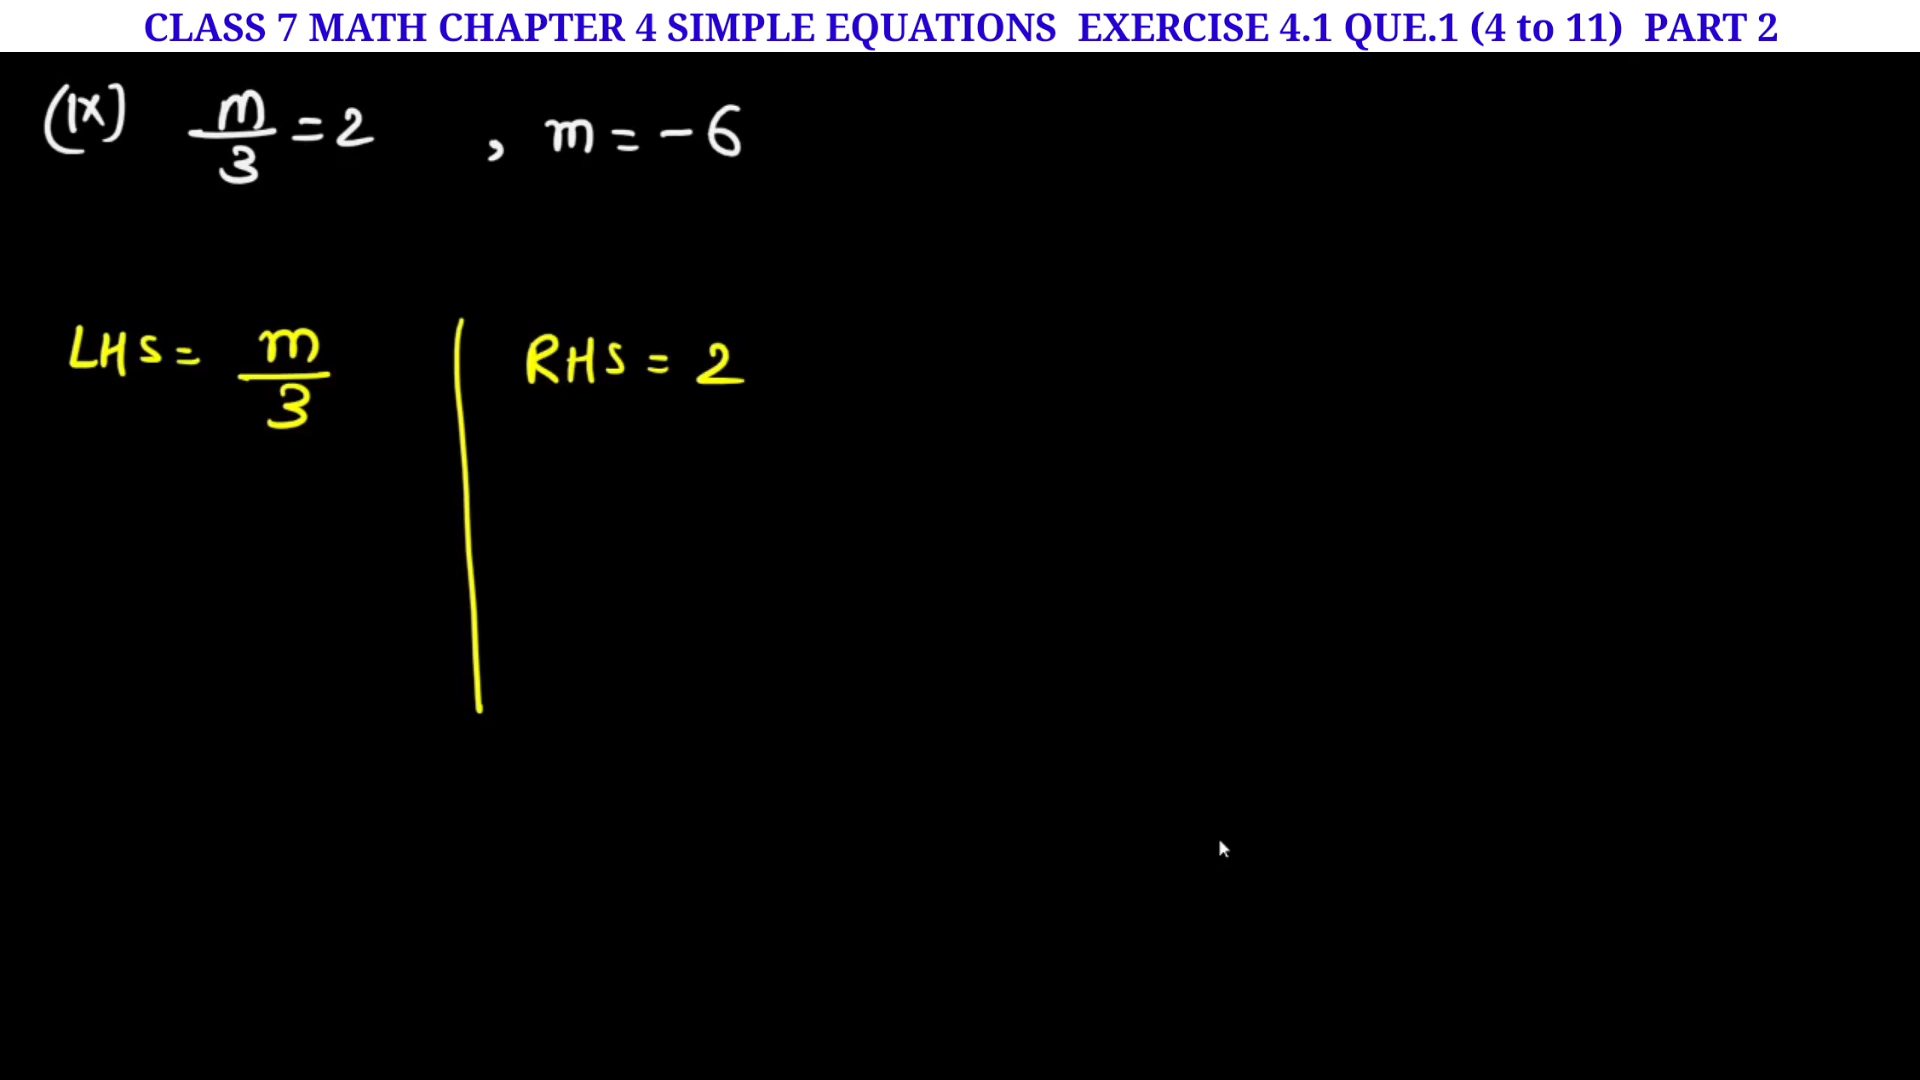 CLASS 7 MATH CHAPTER 4 SIMPLE EQUATIONS  EXERCISE 4.1 QUE.1 (4 to 11)  PART 2
(ix) m/3 = 2 , m = -6
LHS = m/3 | RHS = 2